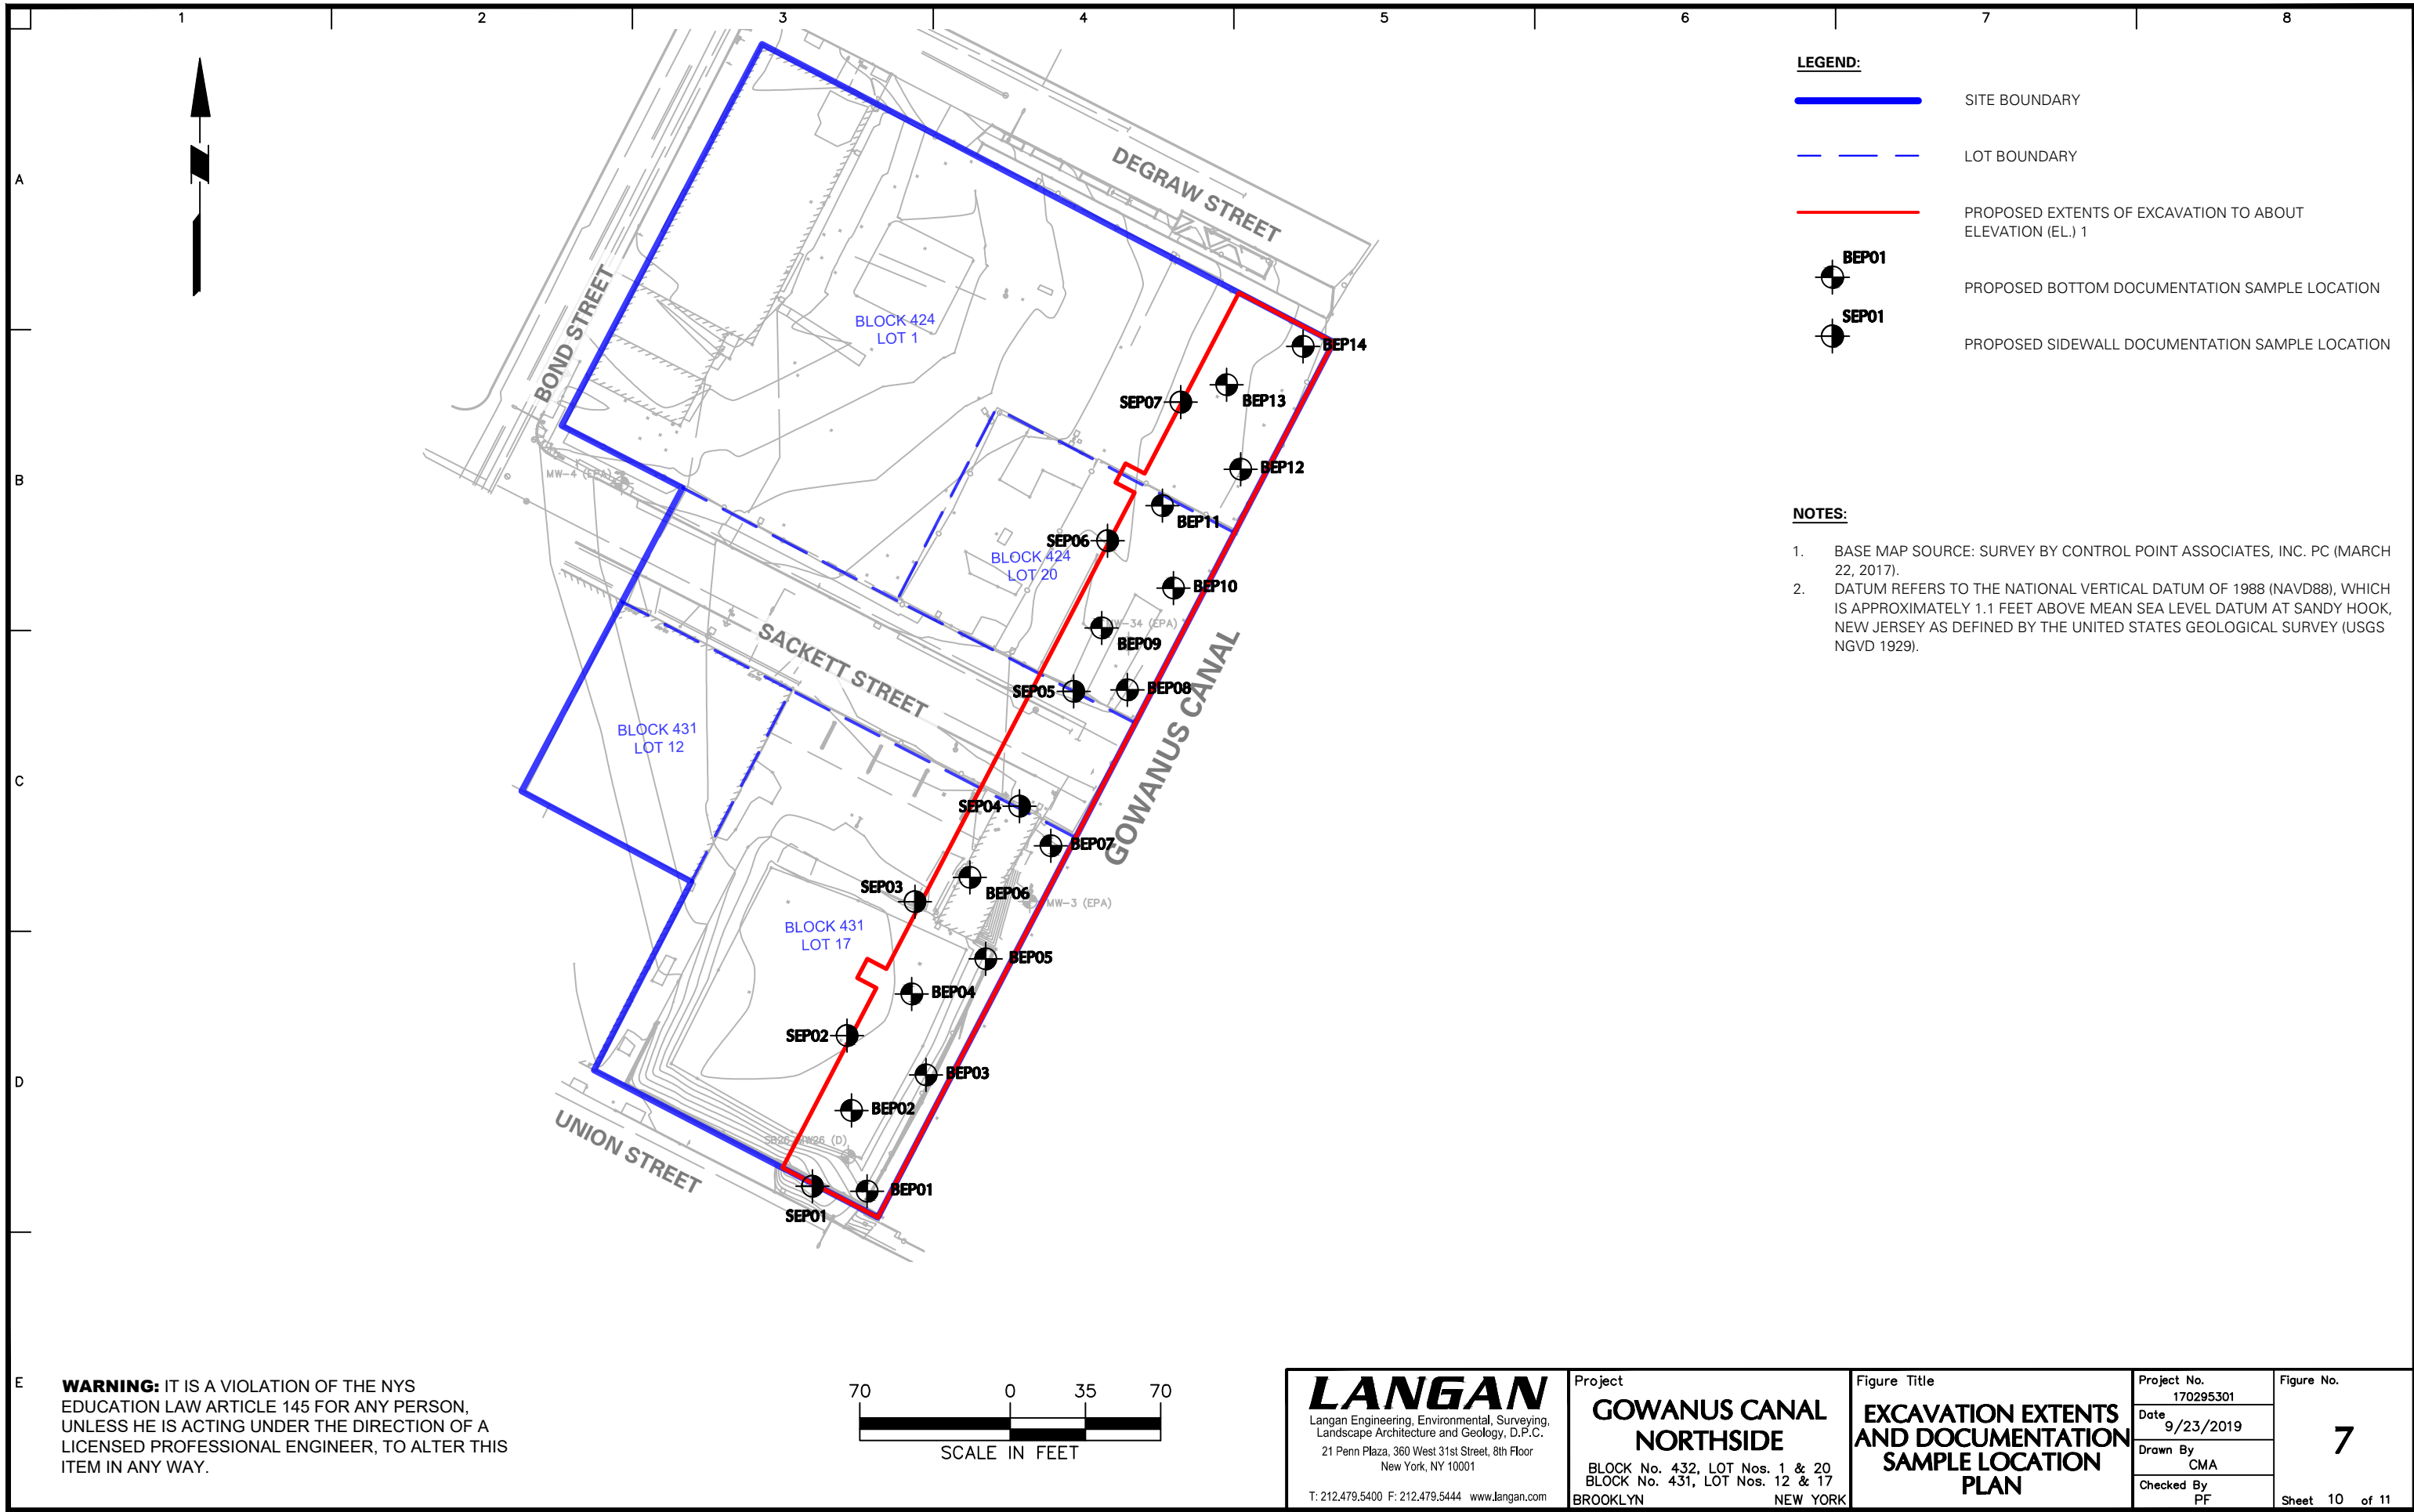 1 2 3 4 5 6 7 8
A
B
C
D
E
N
DEGRAW STREET
BOND STREET
BLOCK 424
LOT 1
BEP14
SEP07
BEP13
MW-4 (EPA)
BEP12
BEP11
SEP06
BLOCK 424
LOT 20
BEP10
MW-34 (EPA)
BEP09
SACKETT STREET
SEP05
BEP08
GOWANUS CANAL
BLOCK 431
LOT 12
SEP04
BEP07
SEP03
BEP06
MW-3 (EPA)
BLOCK 431
LOT 17
BEP05
BEP04
SEP02
BEP03
BEP02
UNION STREET
BEP01
SEP01
LEGEND:
SITE BOUNDARY
LOT BOUNDARY
PROPOSED EXTENTS OF EXCAVATION TO ABOUT
ELEVATION (EL.) 1
BEP01
PROPOSED BOTTOM DOCUMENTATION SAMPLE LOCATION
SEP01
PROPOSED SIDEWALL DOCUMENTATION SAMPLE LOCATION
NOTES:
1. BASE MAP SOURCE: SURVEY BY CONTROL POINT ASSOCIATES, INC. PC (MARCH
22, 2017).
2. DATUM REFERS TO THE NATIONAL VERTICAL DATUM OF 1988 (NAVD88), WHICH
IS APPROXIMATELY 1.1 FEET ABOVE MEAN SEA LEVEL DATUM AT SANDY HOOK,
NEW JERSEY AS DEFINED BY THE UNITED STATES GEOLOGICAL SURVEY (USGS
NGVD 1929).
WARNING: IT IS A VIOLATION OF THE NYS
EDUCATION LAW ARTICLE 145 FOR ANY PERSON,
UNLESS HE IS ACTING UNDER THE DIRECTION OF A
LICENSED PROFESSIONAL ENGINEER, TO ALTER THIS
ITEM IN ANY WAY.
70 0 35 70
SCALE IN FEET
LANGAN
Langan Engineering, Environmental, Surveying,
Landscape Architecture and Geology, D.P.C.
21 Penn Plaza, 360 West 31st Street, 8th Floor
New York, NY 10001
T: 212.479.5400 F: 212.479.5444 www.langan.com
Project
GOWANUS CANAL
NORTHSIDE
BLOCK No. 432, LOT Nos. 1 & 20
BLOCK No. 431, LOT Nos. 12 & 17
BROOKLYN NEW YORK
Figure Title
EXCAVATION EXTENTS
AND DOCUMENTATION
SAMPLE LOCATION
PLAN
Project No.
170295301
Date
9/23/2019
Drawn By
CMA
Checked By
PF
Figure No.
7
Sheet 10 of 11